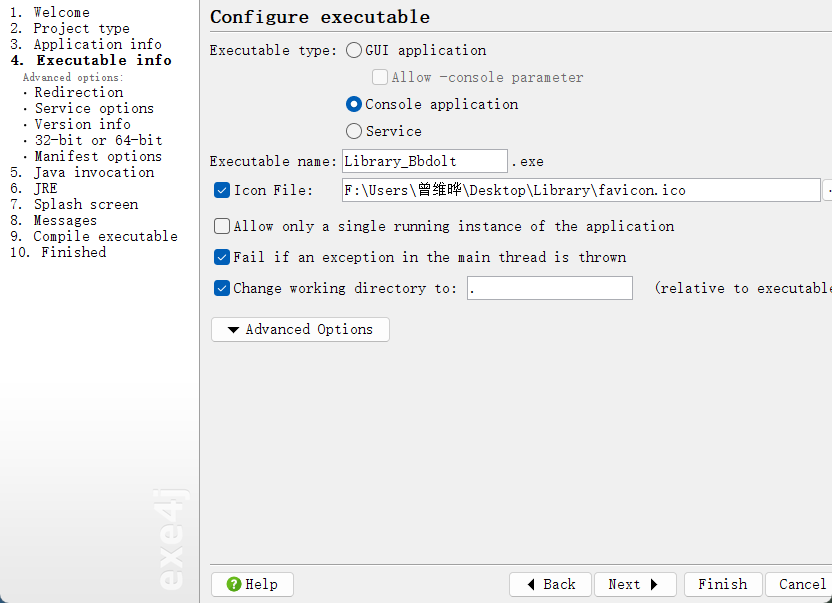 1. Welcome
2. Project type
3. Application info
4. Executable info
Advanced options:
· Redirection
· Service options
· Version info
· 32-bit or 64-bit
· Manifest options
5. Java invocation
6. JRE
7. Splash screen
8. Messages
9. Compile executable
10. Finished
exe4j
Configure executable
Executable type: GUI application
Allow -console parameter
Console application
Service
Executable name: Library_Bbdolt .exe
Icon File: F:\Users\曾维晔\Desktop\Library\favicon.ico
Allow only a single running instance of the application
Fail if an exception in the main thread is thrown
Change working directory to: . (relative to executable
Advanced Options
Help Back Next Finish Cancel